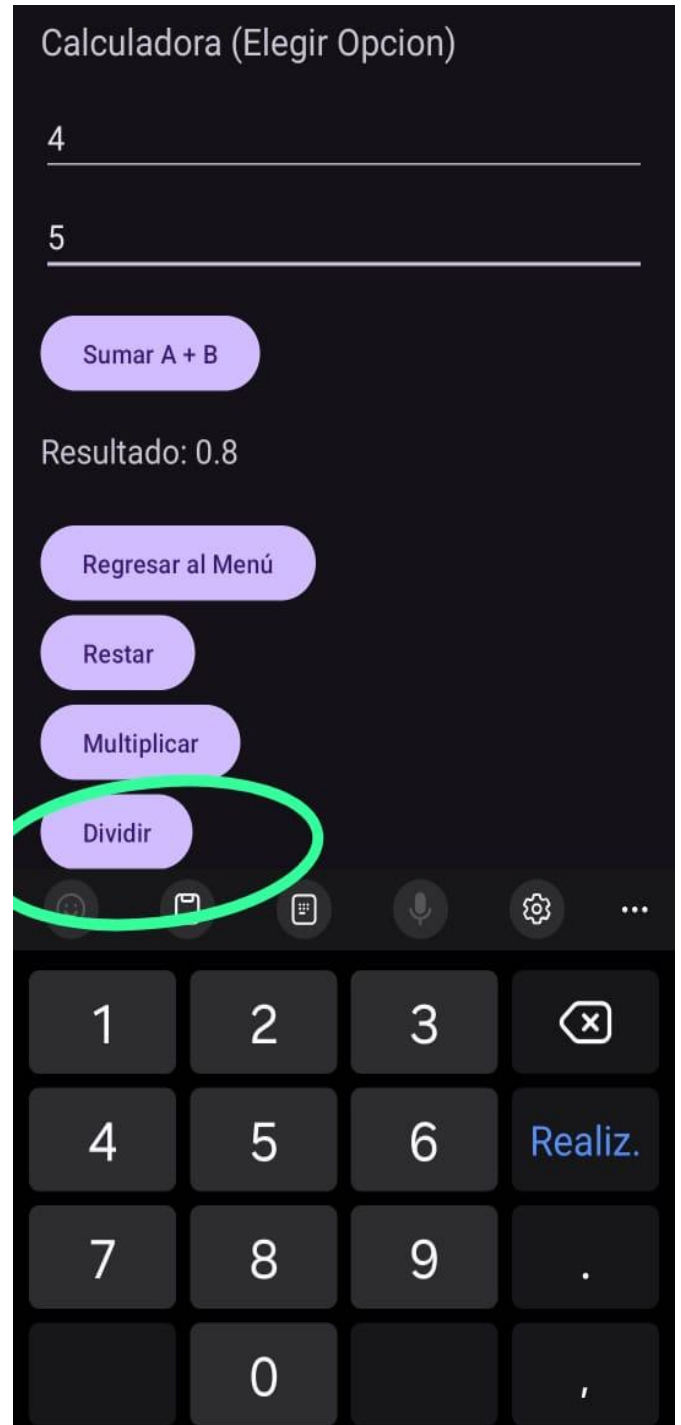 Calculadora (Elegir Opcion)
4
5
Sumar A + B
Resultado: 0.8
Regresar al Menú
Restar
Multiplicar
Dividir
1 2 3
4 5 6 Realiz.
7 8 9 .
0 ,